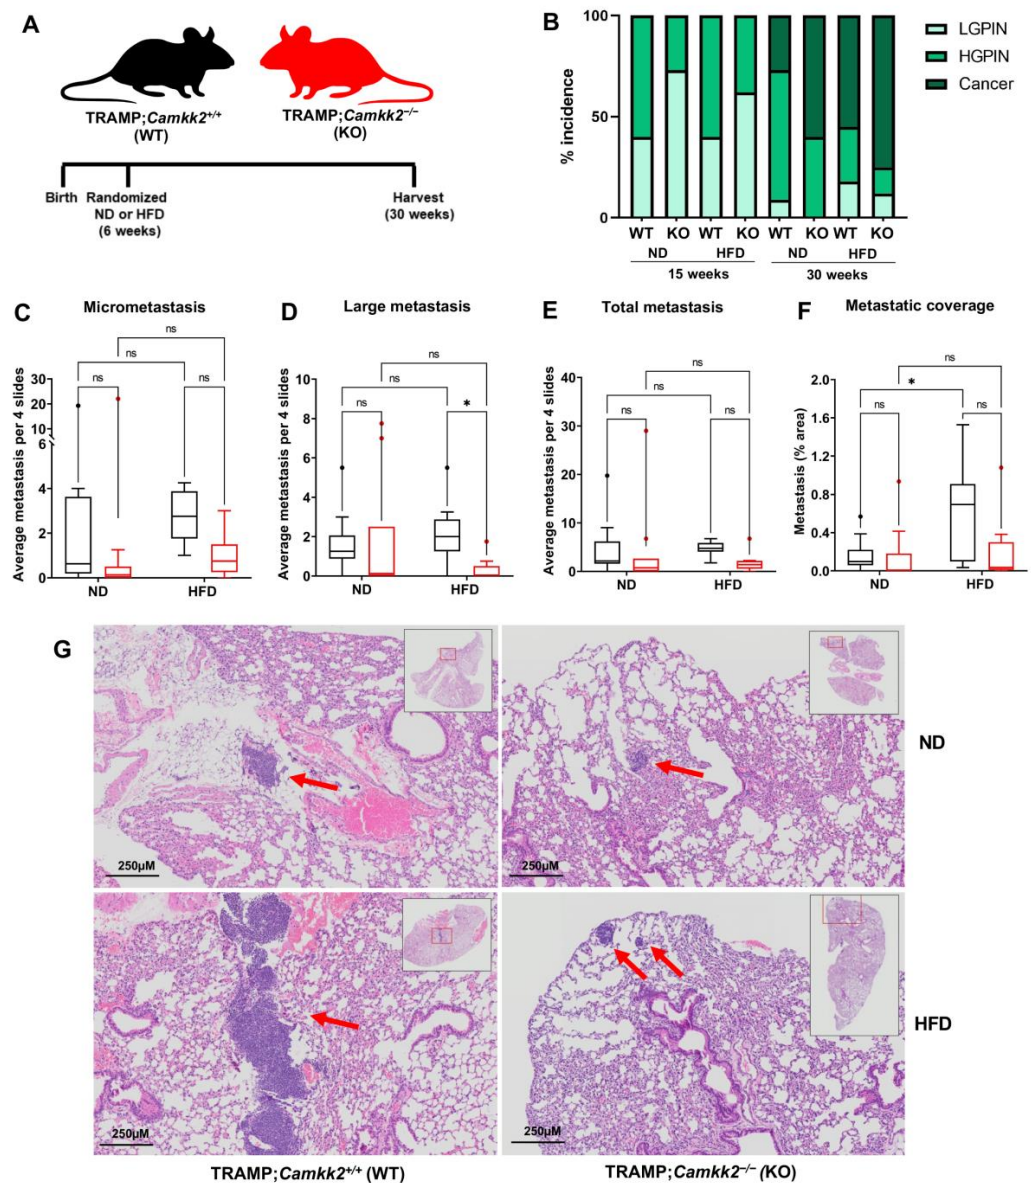 A
TRAMP;Camkk2+/+
(WT)
TRAMP;Camkk2−/−
(KO)
Birth
Randomized
ND or HFD
(6 weeks)
Harvest
(30 weeks)
B
% incidence
100
50
0
WT KO WT KO WT KO WT KO
ND HFD ND HFD
15 weeks 30 weeks
LGPIN
HGPIN
Cancer
C
Micrometastasis
Average metastasis per 4 slides
30
20
10
6
4
2
0
ns
ns
ns
ns
ND HFD
D
Large metastasis
Average metastasis per 4 slides
10
8
6
4
2
0
ns
ns
ns
*
ND HFD
E
Total metastasis
Average metastasis per 4 slides
40
30
20
10
0
ns
ns
ns
ns
ND HFD
F
Metastatic coverage
Metastasis (% area)
2.0
1.6
1.2
0.8
0.4
0.0
ns
*
ns
ns
ND HFD
G
250µM
250µM
ND
250µM
250µM
HFD
TRAMP;Camkk2+/+ (WT)
TRAMP;Camkk2−/− (KO)